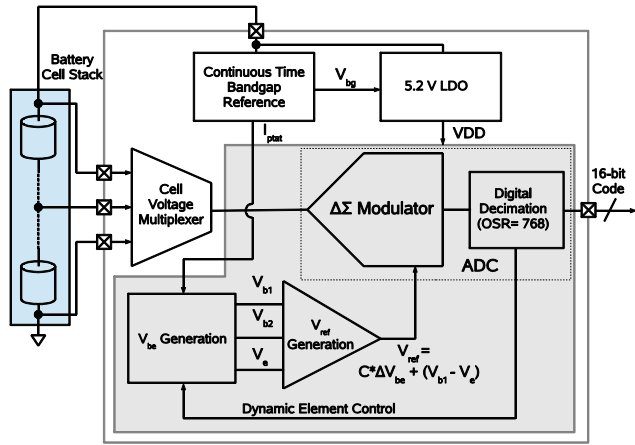 Battery
Cell Stack
Continuous Time
Bandgap
Reference
V_bg
5.2 V LDO
I_ptat
VDD
Cell
Voltage
Multiplexer
ΔΣ Modulator
Digital
Decimation
(OSR= 768)
16-bit
Code
ADC
V_be Generation
V_b1
V_b2
V_e
V_ref
Generation
V_ref =
C*ΔV_be + (V_b1 - V_e)
Dynamic Element Control